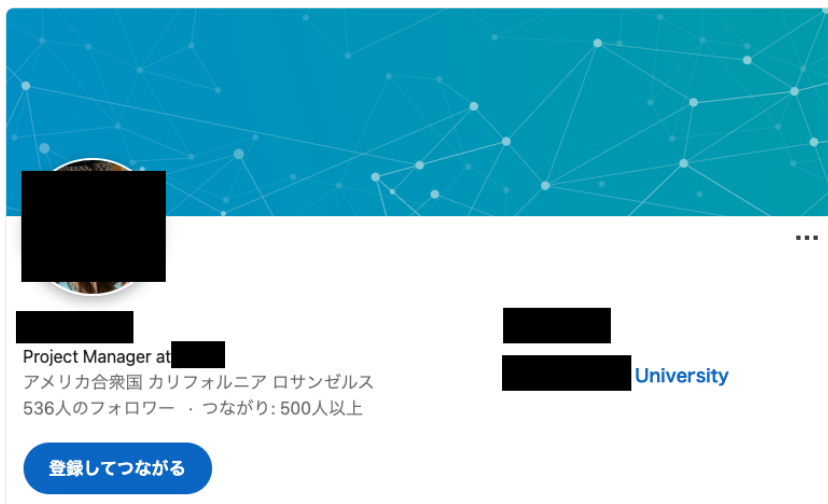 Project Manager at
アメリカ合衆国 カリフォルニア ロサンゼルス
536人のフォロワー ・ つながり: 500人以上
登録してつながる
University